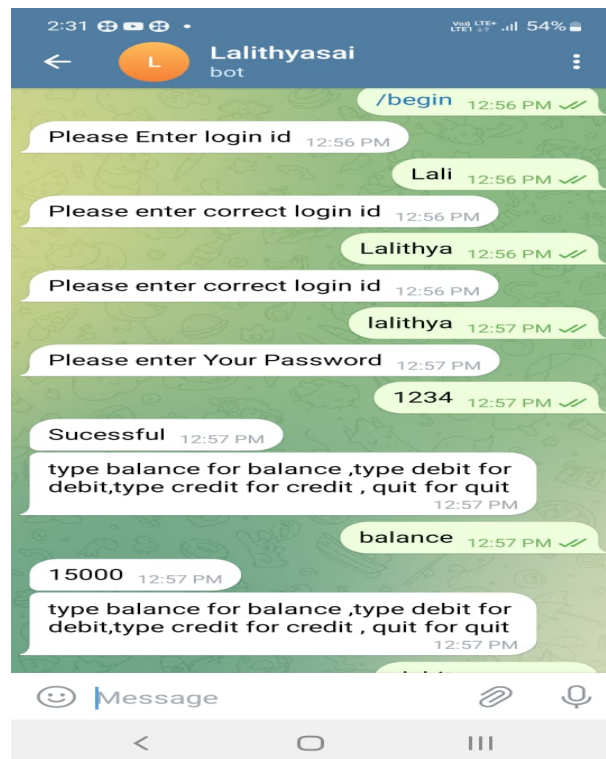 2:31 54%
L
Lalithyasai
bot
/begin 12:56 PM
Please Enter login id 12:56 PM
Lali 12:56 PM
Please enter correct login id 12:56 PM
Lalithya 12:56 PM
Please enter correct login id 12:56 PM
lalithya 12:57 PM
Please enter Your Password 12:57 PM
1234 12:57 PM
Sucessful 12:57 PM
type balance for balance ,type debit for
debit,type credit for credit , quit for quit
12:57 PM
balance 12:57 PM
15000 12:57 PM
type balance for balance ,type debit for
debit,type credit for credit , quit for quit
12:57 PM
Message